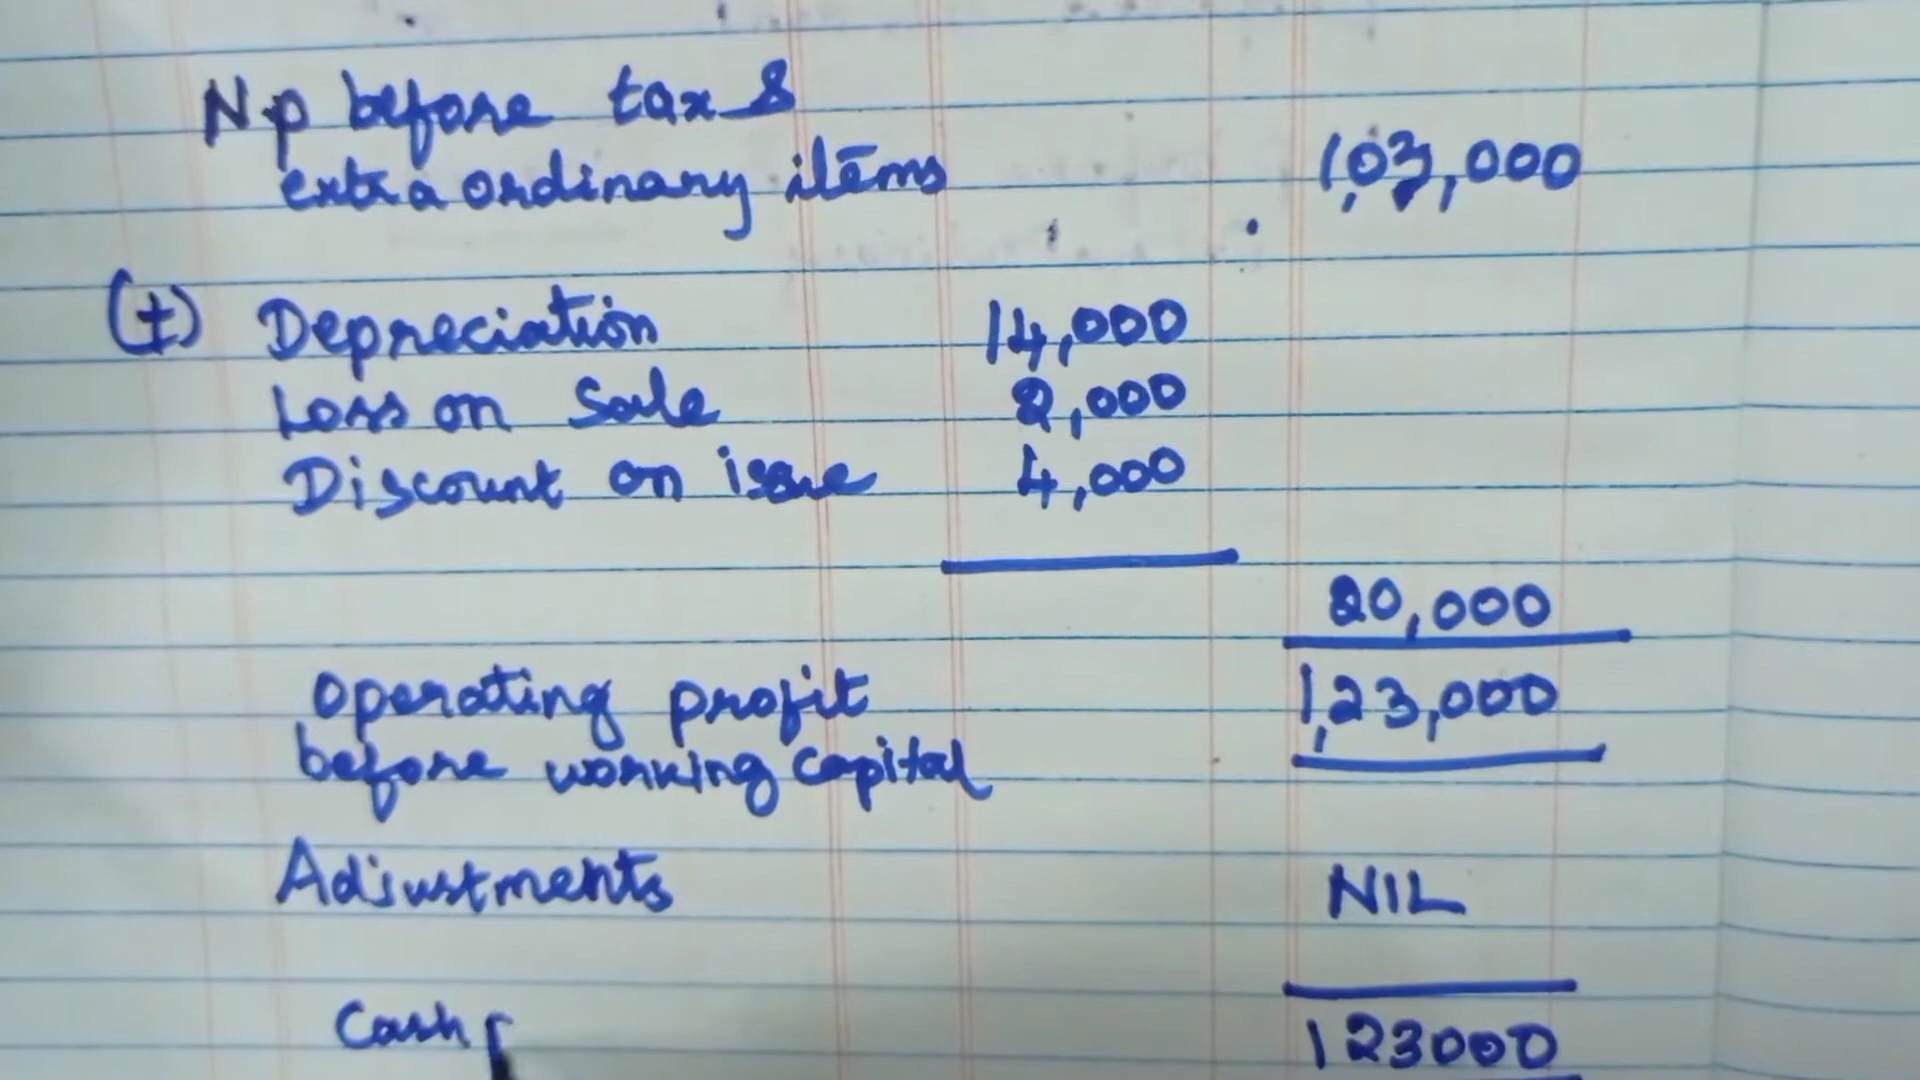 N.p before tax &
extra ordinary items 1,03,000
(+) Depreciation 14,000
Loss on Sale 2,000
Discount on issue 4,000
20,000
Operating profit 1,23,000
before working capital
Adjustments NIL
Cash 123000